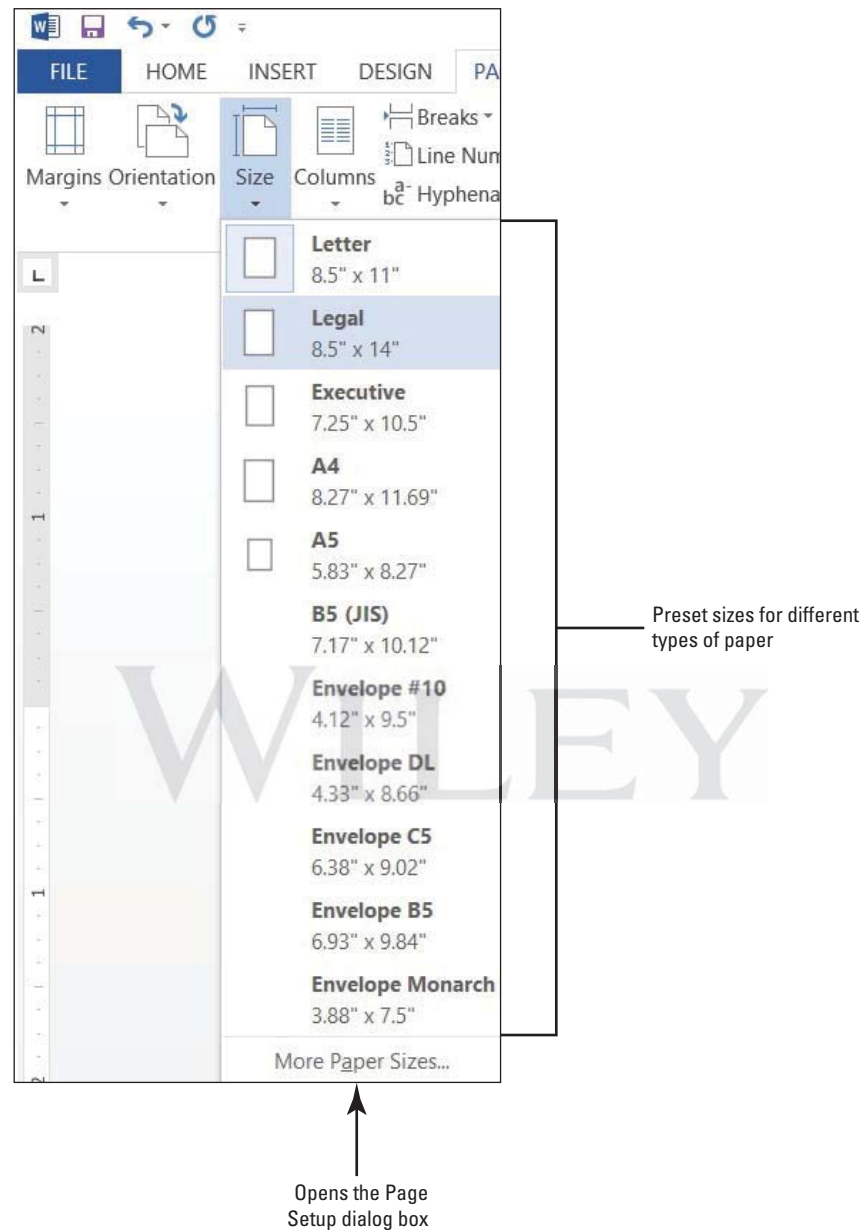 FILE HOME INSERT DESIGN PA
Breaks
Line Num
Margins Orientation Size Columns
Hyphena
Letter
8.5" x 11"
Legal
8.5" x 14"
Executive
7.25" x 10.5"
A4
8.27" x 11.69"
A5
5.83" x 8.27"
B5 (JIS)
7.17" x 10.12"
Envelope #10
4.12" x 9.5"
Envelope DL
4.33" x 8.66"
Envelope C5
6.38" x 9.02"
Envelope B5
6.93" x 9.84"
Envelope Monarch
3.88" x 7.5"
More Paper Sizes...
Preset sizes for different
types of paper
WILEY
Opens the Page
Setup dialog box
2
1
1
2